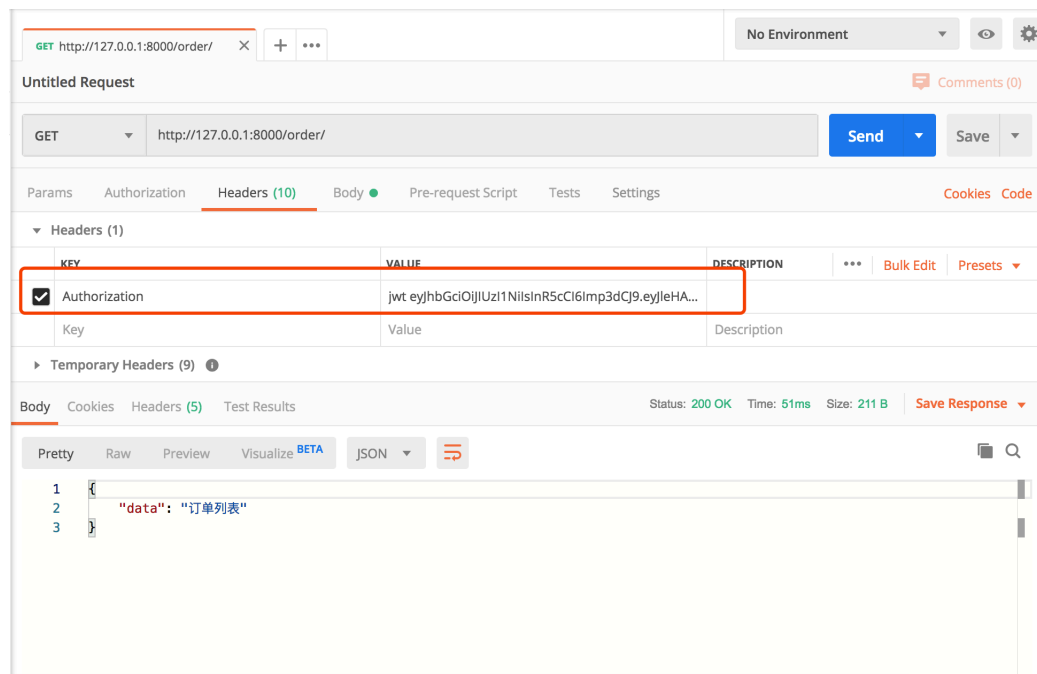 GET http://127.0.0.1:8000/order/
No Environment
Untitled Request
Comments (0)
GET http://127.0.0.1:8000/order/ Send Save
Params Authorization Headers (10) Body Pre-request Script Tests Settings Cookies Code
Headers (1)
KEY VALUE DESCRIPTION Bulk Edit Presets
Authorization jwt eyJhbGciOiJIUzI1NiIsInR5cCI6Imp3dCJ9.eyJleHA...
Key Value Description
Temporary Headers (9)
Body Cookies Headers (5) Test Results Status: 200 OK Time: 51ms Size: 211 B Save Response
Pretty Raw Preview Visualize BETA JSON
1 {
2 "data": "订单列表"
3 }